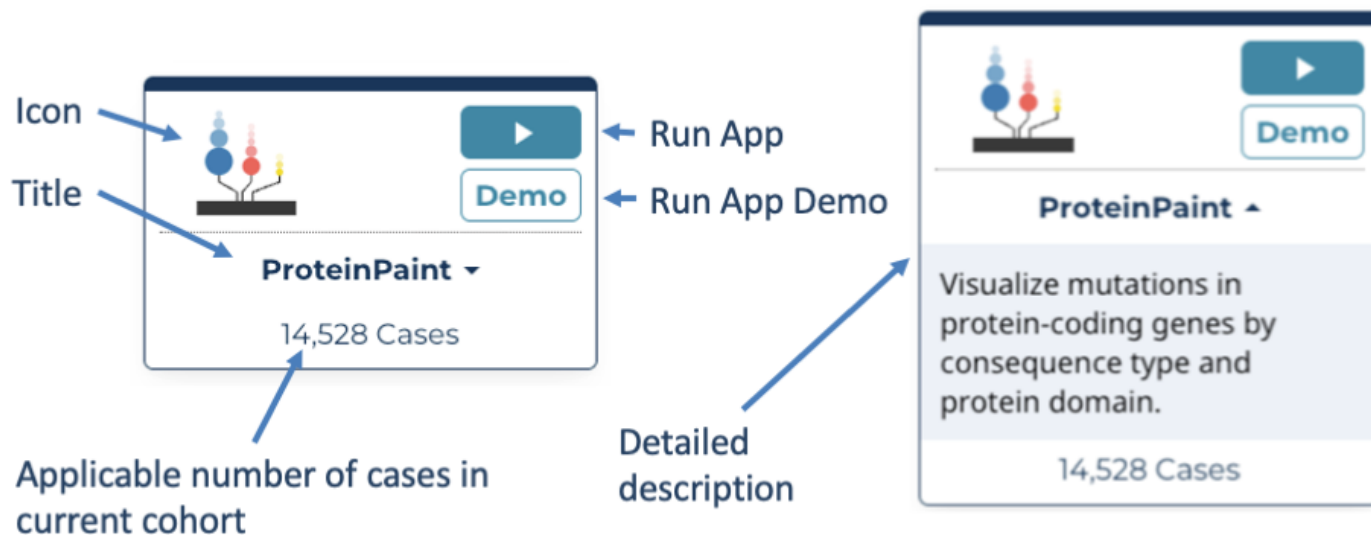 Icon
Title
Demo
ProteinPaint
14,528 Cases
Run App
Run App Demo
Applicable number of cases in
current cohort
Detailed
description
Demo
ProteinPaint
Visualize mutations in
protein-coding genes by
consequence type and
protein domain.
14,528 Cases